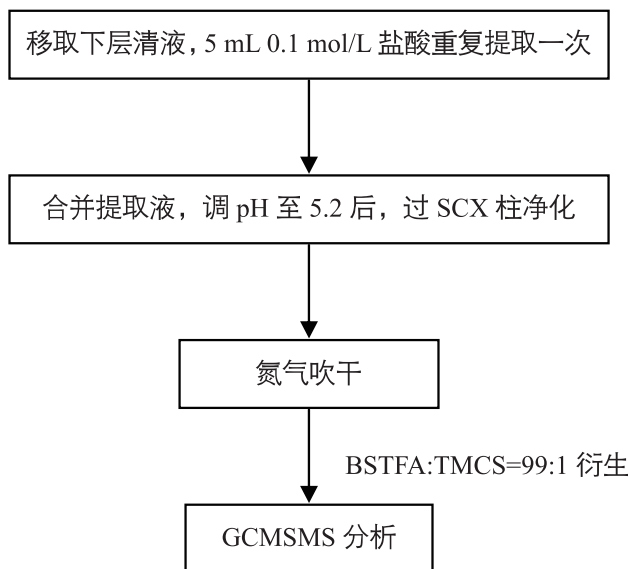 移取下层清液，5 mL 0.1 mol/L 盐酸重复提取一次
合并提取液，调 pH 至 5.2 后，过 SCX 柱净化
氮气吹干
BSTFA:TMCS=99:1 衍生
GCMSMS 分析